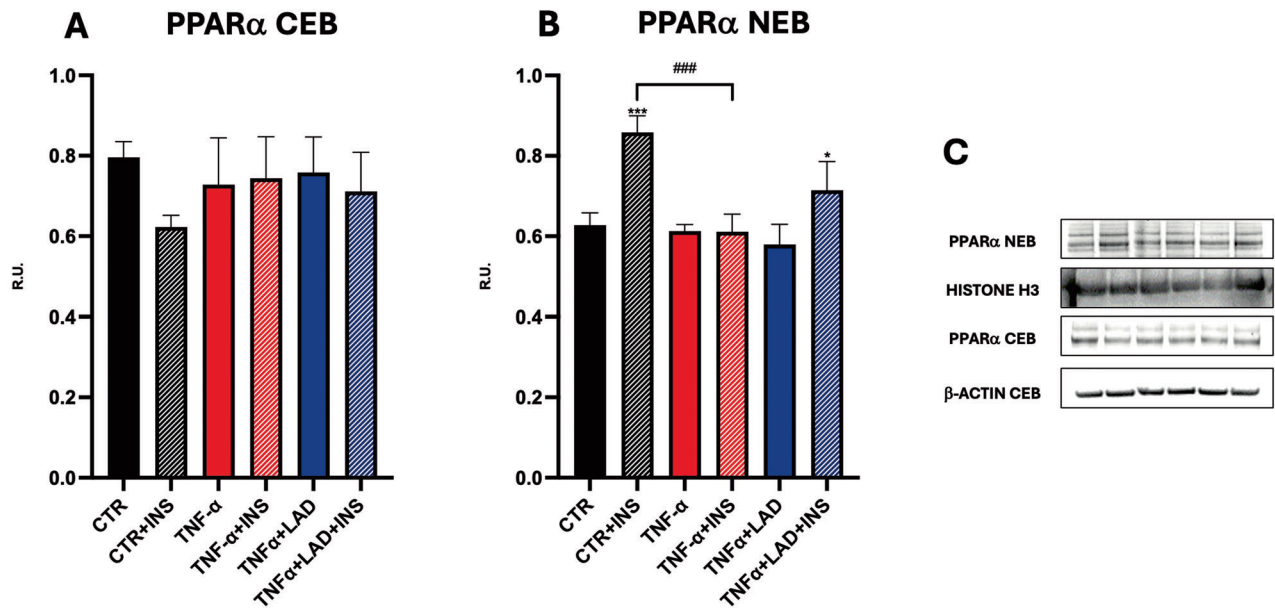 A
PPARα CEB
R.U.
1.0
0.8
0.6
0.4
0.2
0.0
CTR
CTR+INS
TNF-α
TNF-α+INS
TNFα+LAD
TNFα+LAD+INS
B
PPARα NEB
R.U.
1.0
0.8
0.6
0.4
0.2
0.0
###
***
*
CTR
CTR+INS
TNF-α
TNF-α+INS
TNFα+LAD
TNFα+LAD+INS
C
PPARα NEB
HISTONE H3
PPARα CEB
β-ACTIN CEB